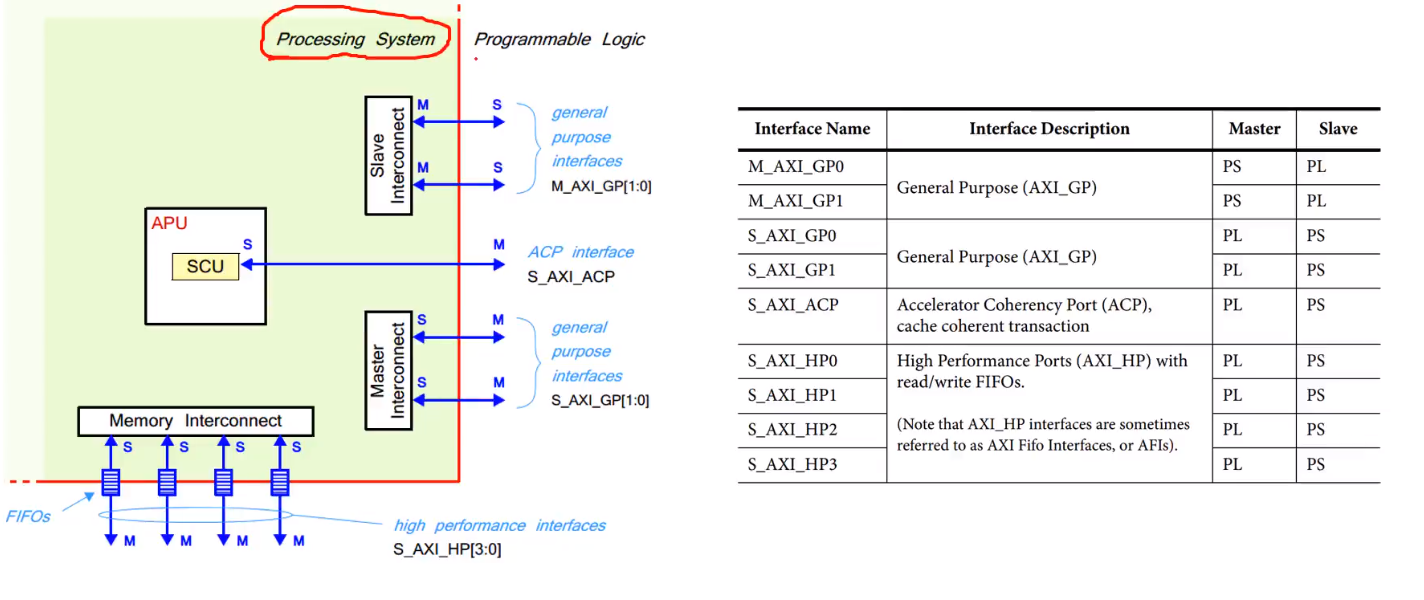 Processing System
Programmable Logic
Slave Interconnect
M
S
M
S
general
purpose
interfaces
M_AXI_GP[1:0]
APU
SCU
S
M
ACP interface
S_AXI_ACP
Master Interconnect
S
M
S
M
general
purpose
interfaces
S_AXI_GP[1:0]
Memory Interconnect
S
S
S
S
FIFOs
M
M
M
M
high performance interfaces
S_AXI_HP[3:0]
Interface Name Interface Description Master Slave
M_AXI_GP0 General Purpose (AXI_GP) PS PL
M_AXI_GP1 PS PL
S_AXI_GP0 General Purpose (AXI_GP) PL PS
S_AXI_GP1 PL PS
S_AXI_ACP Accelerator Coherency Port (ACP), PL PS
cache coherent transaction
S_AXI_HP0 High Performance Ports (AXI_HP) with PL PS
read/write FIFOs.
S_AXI_HP1 PL PS
S_AXI_HP2 (Note that AXI_HP interfaces are sometimes PL PS
referred to as AXI Fifo Interfaces, or AFIs).
S_AXI_HP3 PL PS